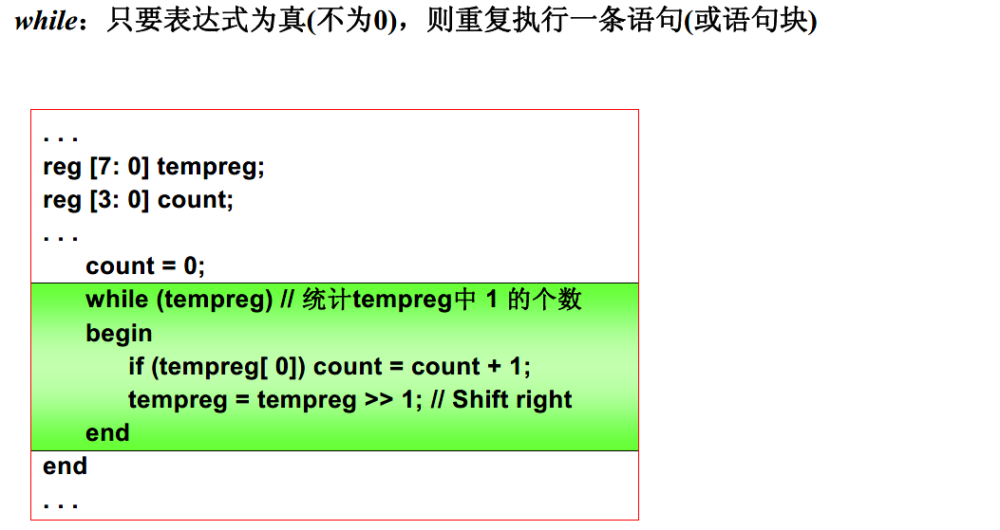 while：只要表达式为真(不为0)，则重复执行一条语句(或语句块)
. . .
reg [7: 0] tempreg;
reg [3: 0] count;
. . .
count = 0;
while (tempreg) // 统计tempreg中 1 的个数
begin
if (tempreg[ 0]) count = count + 1;
tempreg = tempreg >> 1; // Shift right
end
end
. . .